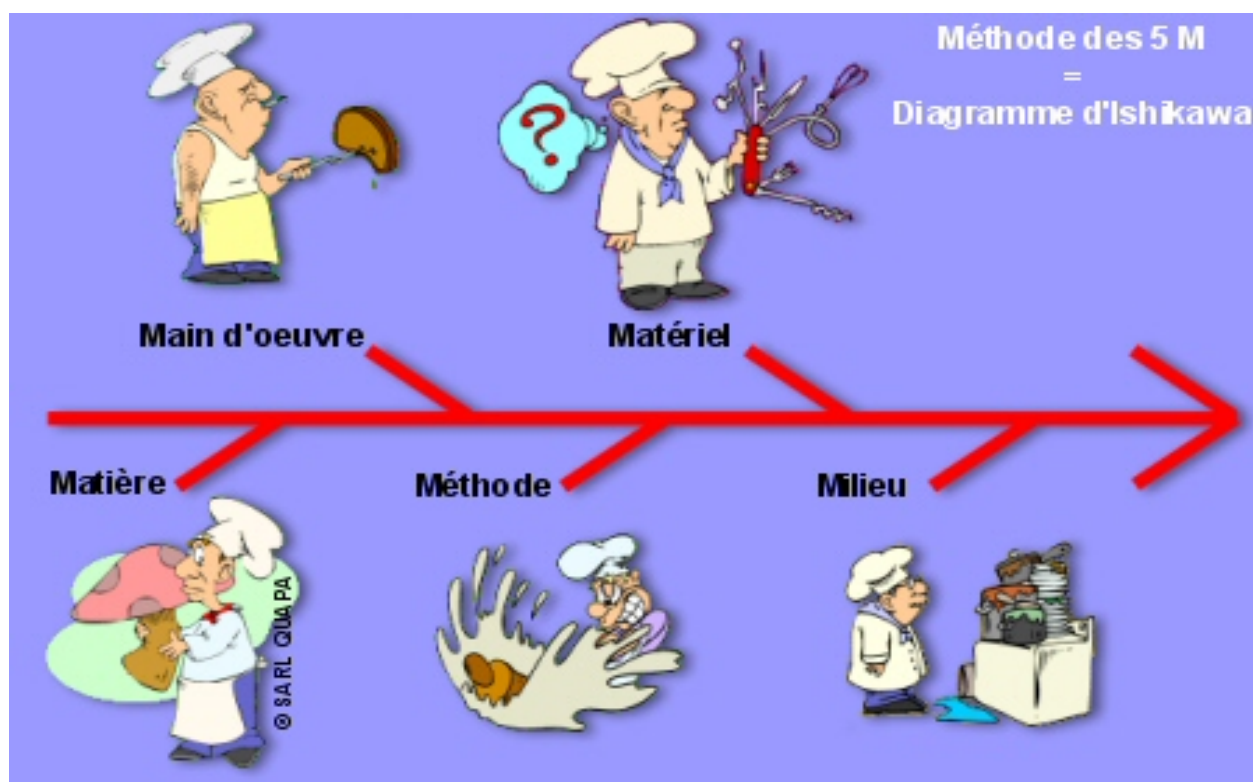 Méthode des 5 M
=
Diagramme d'Ishikawa
?
Main d'oeuvre
Matériel
Matière
Méthode
Milieu
© SARL QUAPA